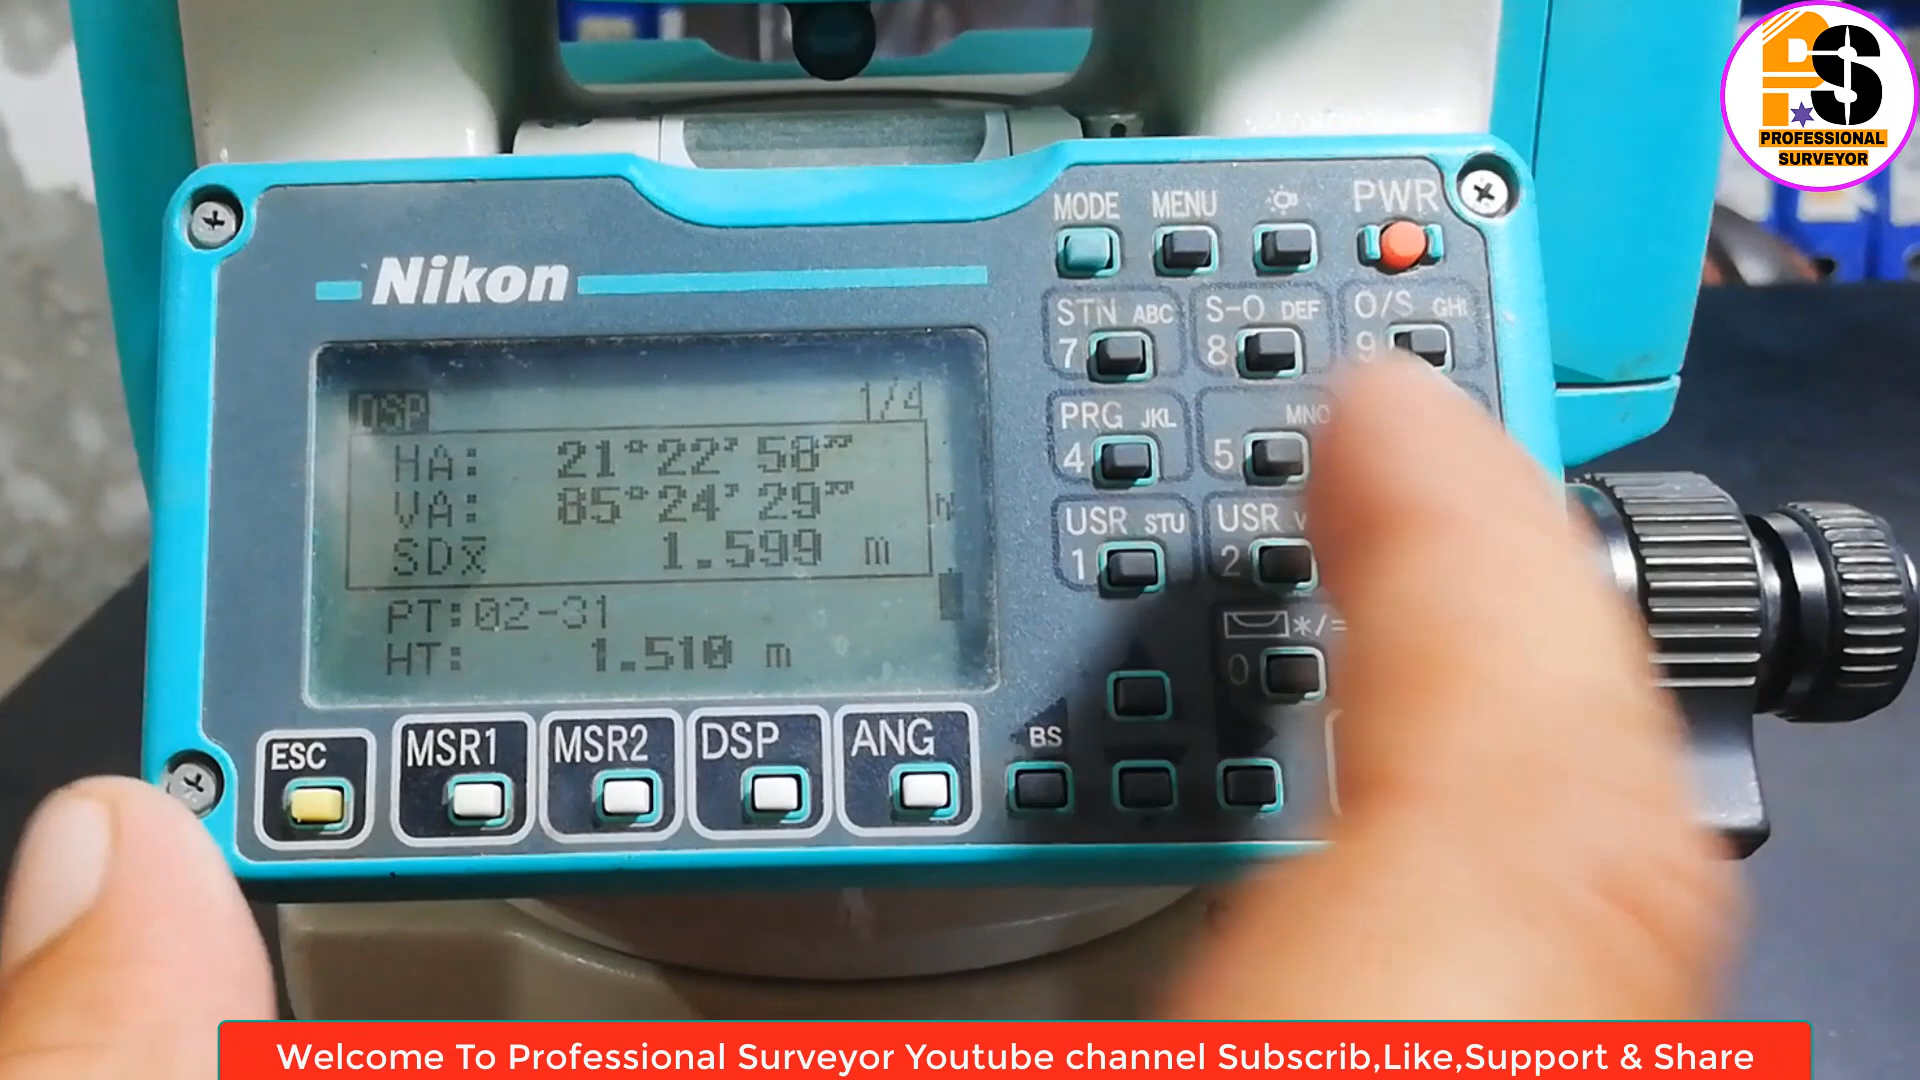 PS
PROFESSIONAL
SURVEYOR
MODE MENU PWR
Nikon
STN ABC S-O DEF O/S GHI
7 8 9
PRG JKL MNO
4 5
USR STU USR
1 2
*/=
0
DSP 1/4
HA: 21°22'58"
VA: 85°24'29"
SDx̄ 1.599 m
PT:02-31
HT: 1.510 m
ESC MSR1 MSR2 DSP ANG BS
Welcome To Professional Surveyor Youtube channel Subscrib,Like,Support & Share